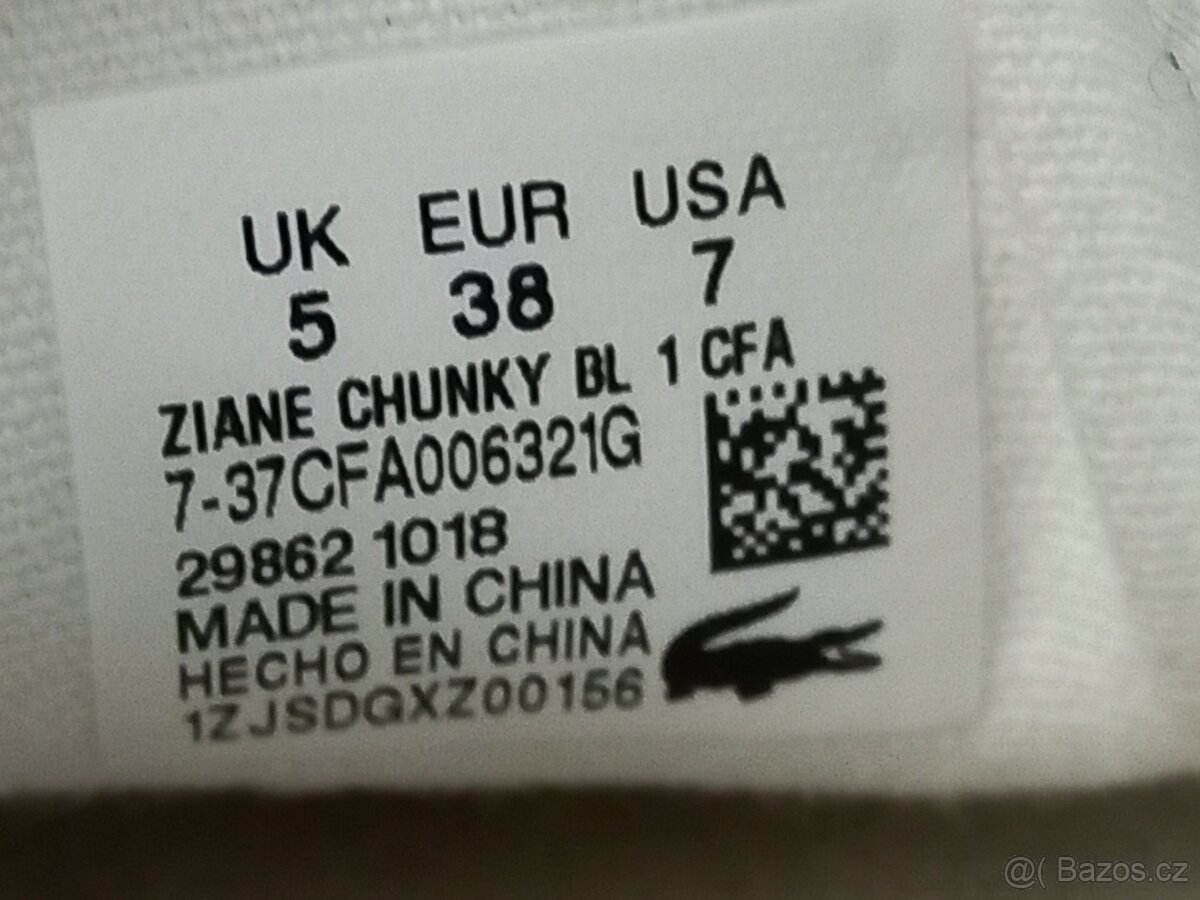 UK EUR USA
5 38 7
ZIANE CHUNKY BL 1 CFA
7-37CFA006321G
29862 1018
MADE IN CHINA
HECHO EN CHINA
1ZJSDGXZ00156
@( Bazos.cz